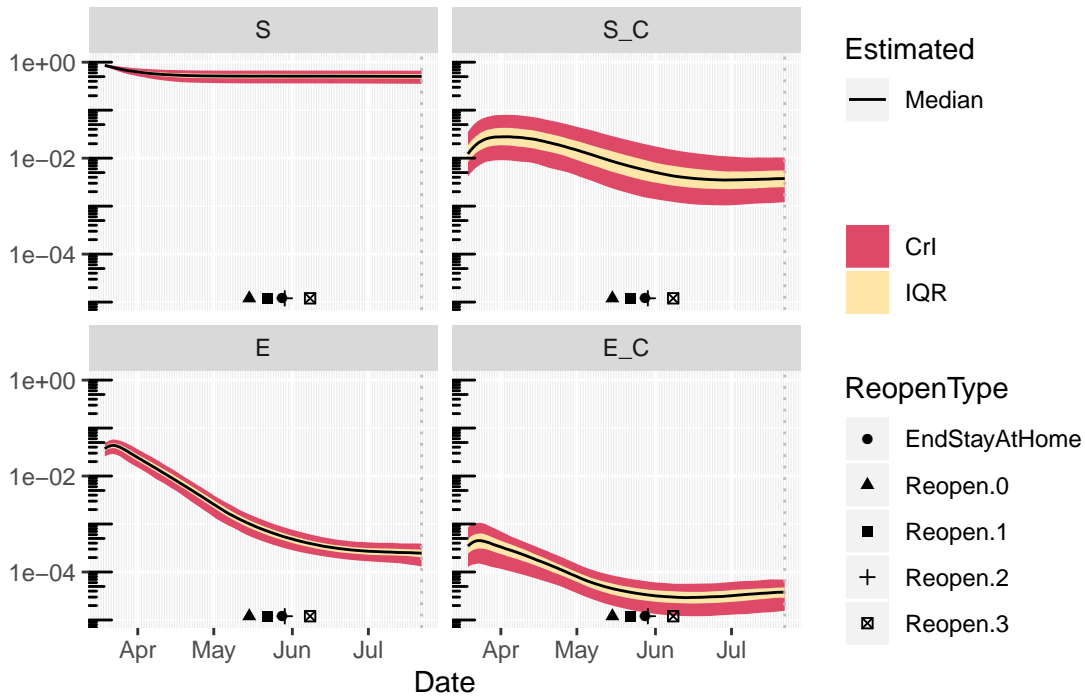 S
S_C
1e+00
1e−02
1e−04
E
E_C
1e+00
1e−02
1e−04
Apr
May
Jun
Jul
Apr
May
Jun
Jul
Date
Estimated
Median
CrI
IQR
ReopenType
EndStayAtHome
Reopen.0
Reopen.1
Reopen.2
Reopen.3